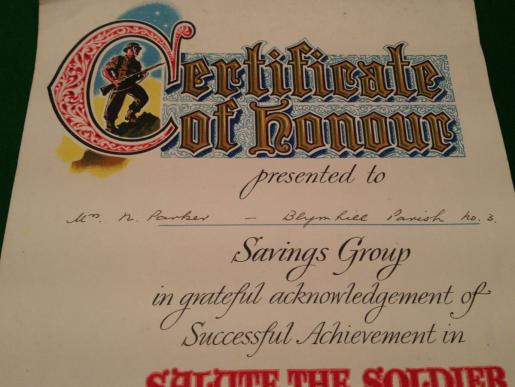 Certificate
of Honour
presented to
Mrs. N. Parker — Blymhill Parish No. 3.
Savings Group
in grateful acknowledgement of
Successful Achievement in
SALUTE THE SOLDIER